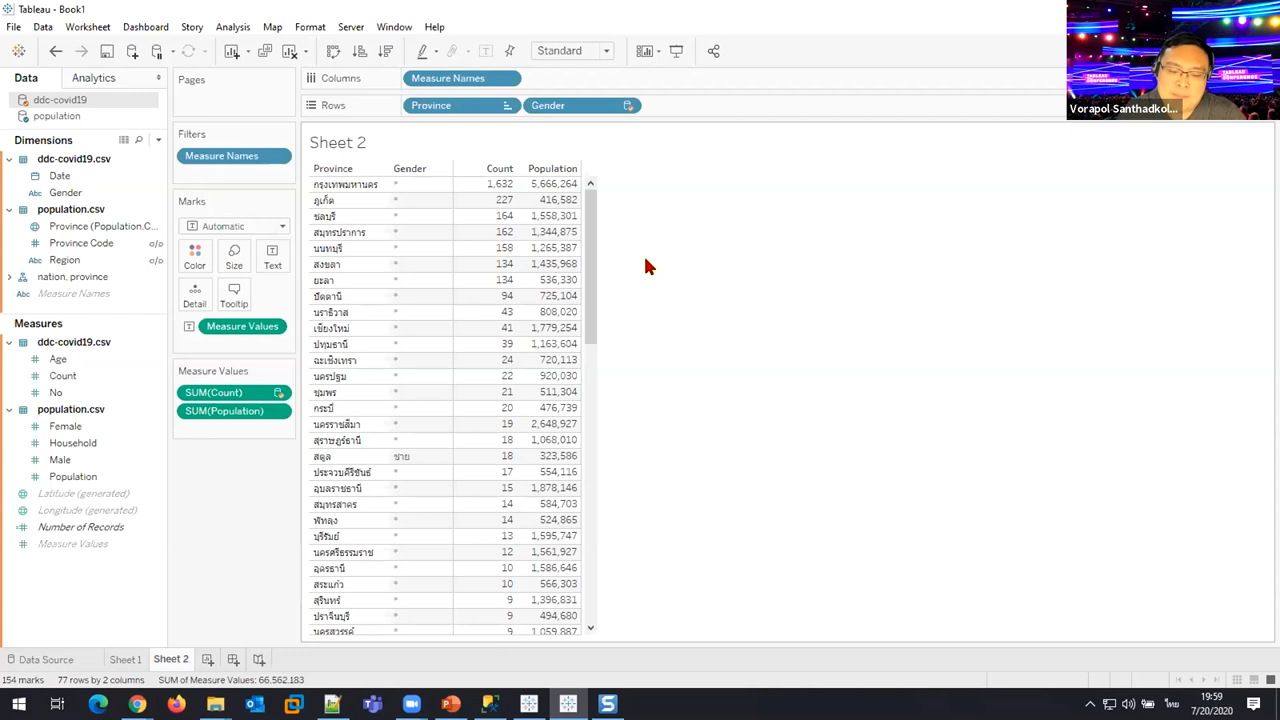 Tableau - Book1
File Data Worksheet Dashboard Story Analysis Map Format Server Window Help
Standard
Data Analytics
ddc-covid19
population
Dimensions
ddc-covid19.csv
Date
Abc Gender
population.csv
Province (Population.C...
Province Code
Abc Region
nation, province
Abc Measure Names
Measures
ddc-covid19.csv
Age
Count
No
population.csv
Female
Household
Male
Population
Latitude (generated)
Longitude (generated)
Number of Records
Measure Values
Pages
Filters
Measure Names
Marks
Automatic
Color Size Text
Detail Tooltip
Measure Values
Measure Values
SUM(Count)
SUM(Population)
Columns Measure Names
Rows Province Gender
Sheet 2
Province Gender Count Population
กรุงเทพมหานคร * 1,632 5,666,264
ภูเก็ต * 227 416,582
ชลบุรี * 164 1,558,301
สมุทรปราการ * 162 1,344,875
นนทบุรี * 158 1,265,387
สงขลา * 134 1,435,968
ยะลา * 134 536,330
ปัตตานี * 94 725,104
นราธิวาส * 43 808,020
เชียงใหม่ * 41 1,779,254
ปทุมธานี * 39 1,163,604
ฉะเชิงเทรา * 24 720,113
นครปฐม * 22 920,030
ชุมพร * 21 511,304
กระบี่ * 20 476,739
นครราชสีมา * 19 2,648,927
สุราษฎร์ธานี * 18 1,068,010
สตูล ชาย 18 323,586
ประจวบคีรีขันธ์ * 17 554,116
อุบลราชธานี * 15 1,878,146
สมุทรสาคร * 14 584,703
พัทลุง * 14 524,865
บุรีรัมย์ * 13 1,595,747
นครศรีธรรมราช * 12 1,561,927
อุดรธานี * 10 1,586,646
สระแก้ว * 10 566,303
สุรินทร์ * 9 1,396,831
ปราจีนบุรี * 9 494,680
นครสวรรค์ * 9 1,059,887
Vorapol Santhadkol...
TABLEAU CONFERENCE
Data Source Sheet 1 Sheet 2
154 marks 77 rows by 2 columns SUM of Measure Values: 66,562,183
ไทย
19:59
7/20/2020